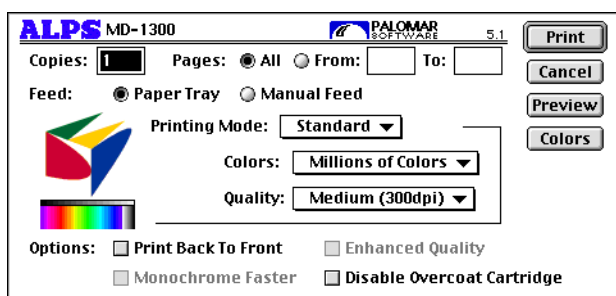 ALPS MD-1300 PALOMAR SOFTWARE 5.1
Print
Copies: 1 Pages: All From: To:
Cancel
Feed: Paper Tray Manual Feed
Preview
Printing Mode: Standard
Colors
Colors: Millions of Colors
Quality: Medium (300dpi)
Options: Print Back To Front Enhanced Quality
Monochrome Faster Disable Overcoat Cartridge